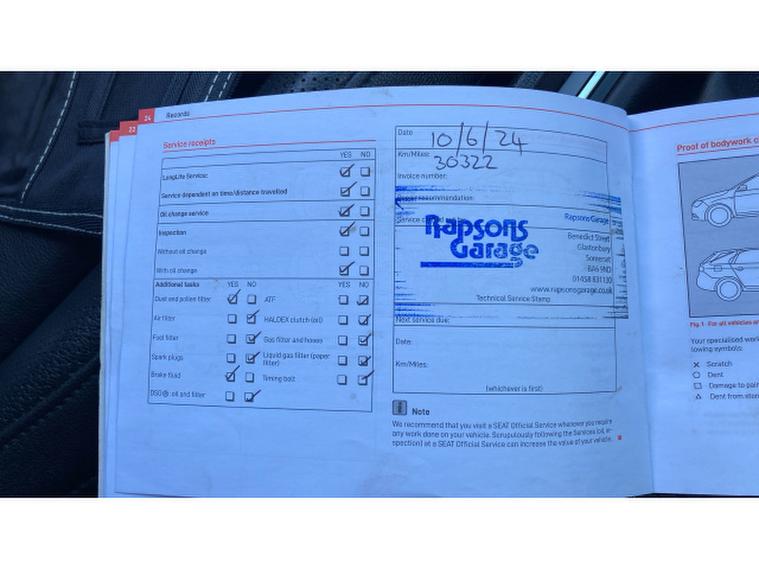 24
Records
22
Service receipts
YES NO
LongLife Service:
Service dependent on time/distance travelled
Oil change service
Inspection
Without oil change
With oil change
Additional tasks YES NO YES NO
Dust and pollen filter ATF
Air filter HALDEX clutch (oil)
Fuel filter Gas filter and hoses
Spark plugs Liquid gas filter (paper filter)
Brake fluid Timing belt
DSG®: oil and filter
Date 10/6/24
Km/Miles: 30322
Invoice number:
recommendation
Service
Rapsons
Garage
Rapsons Garage
Benedict Street
Glastonbury
Somerset
BA6 9ND
01458 831130
www.rapsonsgarage.co.uk
Technical Service Stamp
Next service due:
Date:
Km/Miles:
(whichever is first)
i Note
We recommend that you visit a SEAT Official Service whenever you require
any work done on your vehicle. Scrupulously following the Services (oil, in-
spection) at a SEAT Official Service can increase the value of your vehicle.
Proof of bodywork
Fig. 1 For all vehicles
Your specialised
lowing symbols:
X Scratch
Dent
Damage to
Dent from